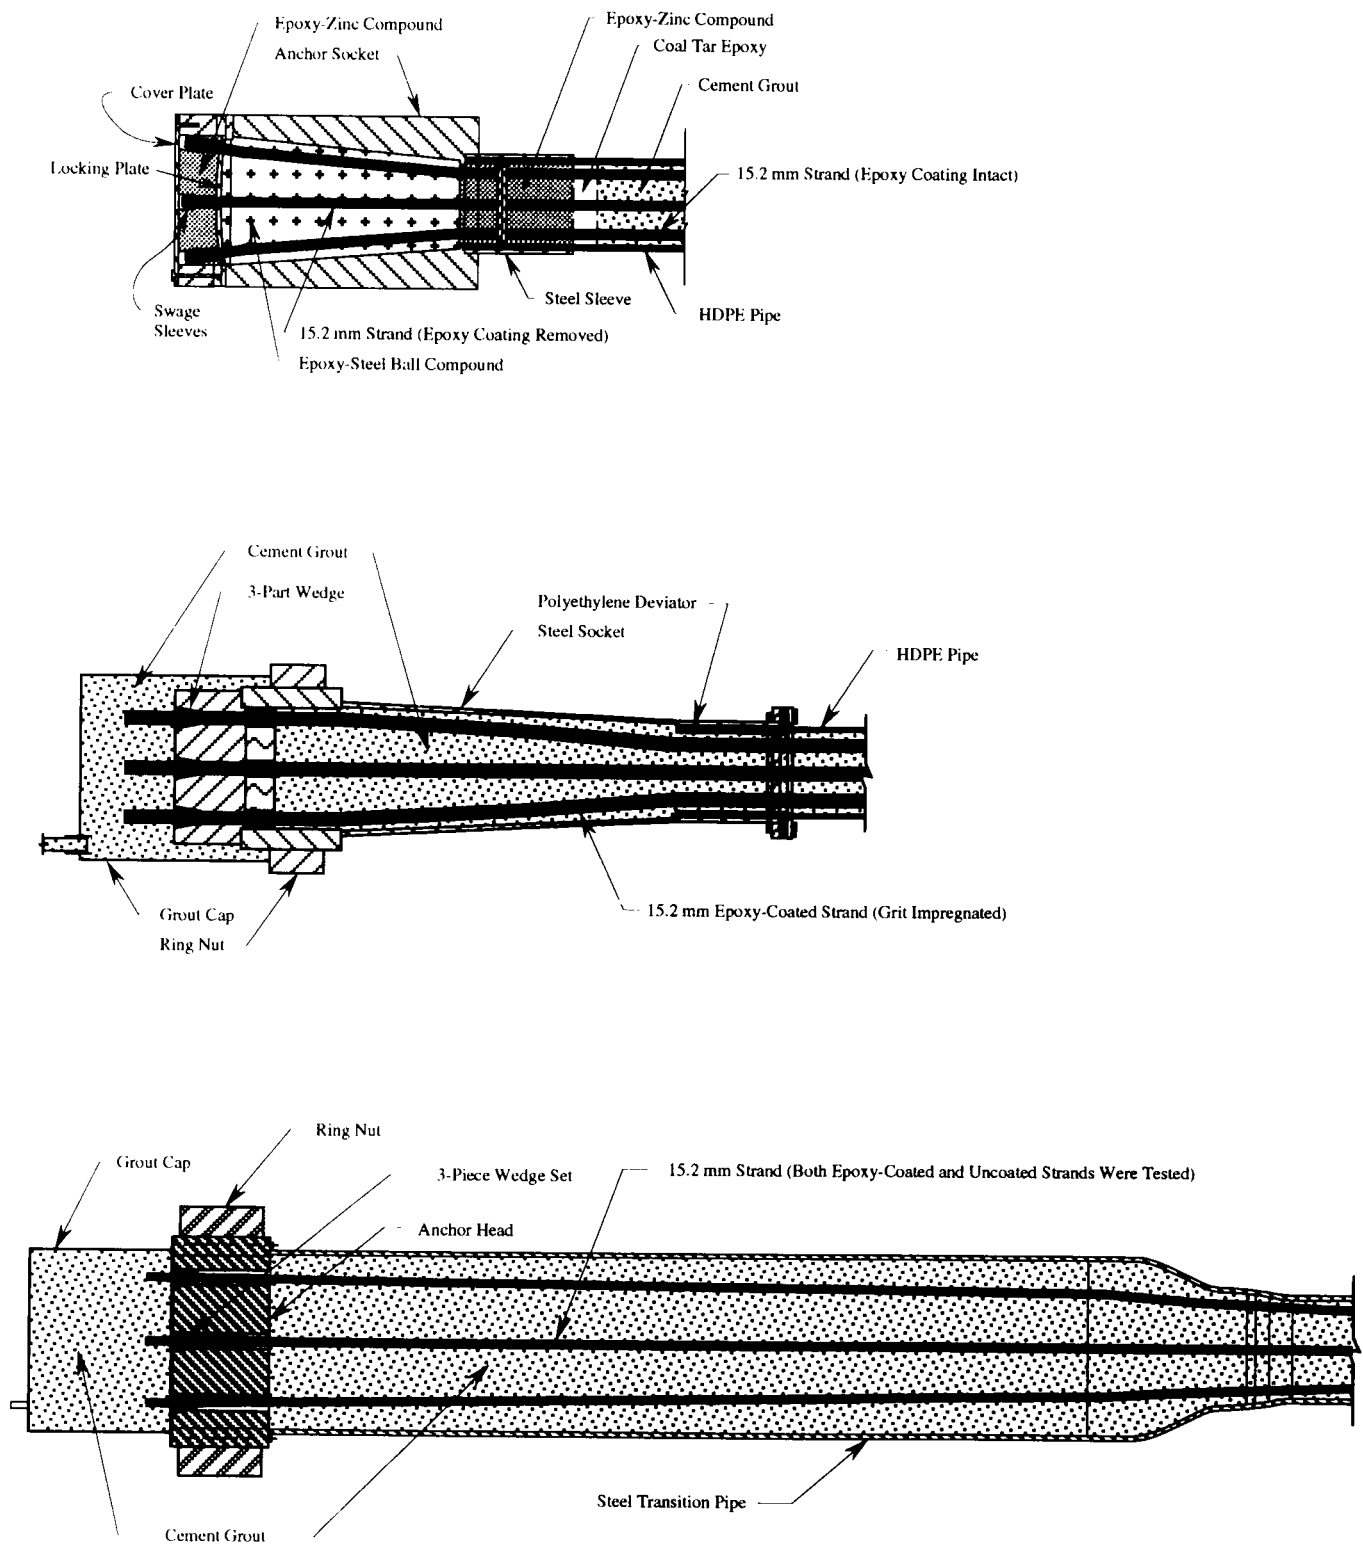 Epoxy-Zinc Compound
Anchor Socket
Cover Plate
Locking Plate
Swage
Sleeves
15.2 mm Strand (Epoxy Coating Removed)
Epoxy-Steel Ball Compound
Epoxy-Zinc Compound
Coal Tar Epoxy
Cement Grout
15.2 mm Strand (Epoxy Coating Intact)
Steel Sleeve
HDPE Pipe
Cement Grout
3-Part Wedge
Polyethylene Deviator
Steel Socket
HDPE Pipe
15.2 mm Epoxy-Coated Strand (Grit Impregnated)
Grout Cap
Ring Nut
Ring Nut
Grout Cap
3-Piece Wedge Set
15.2 mm Strand (Both Epoxy-Coated and Uncoated Strands Were Tested)
Anchor Head
Steel Transition Pipe
Cement Grout